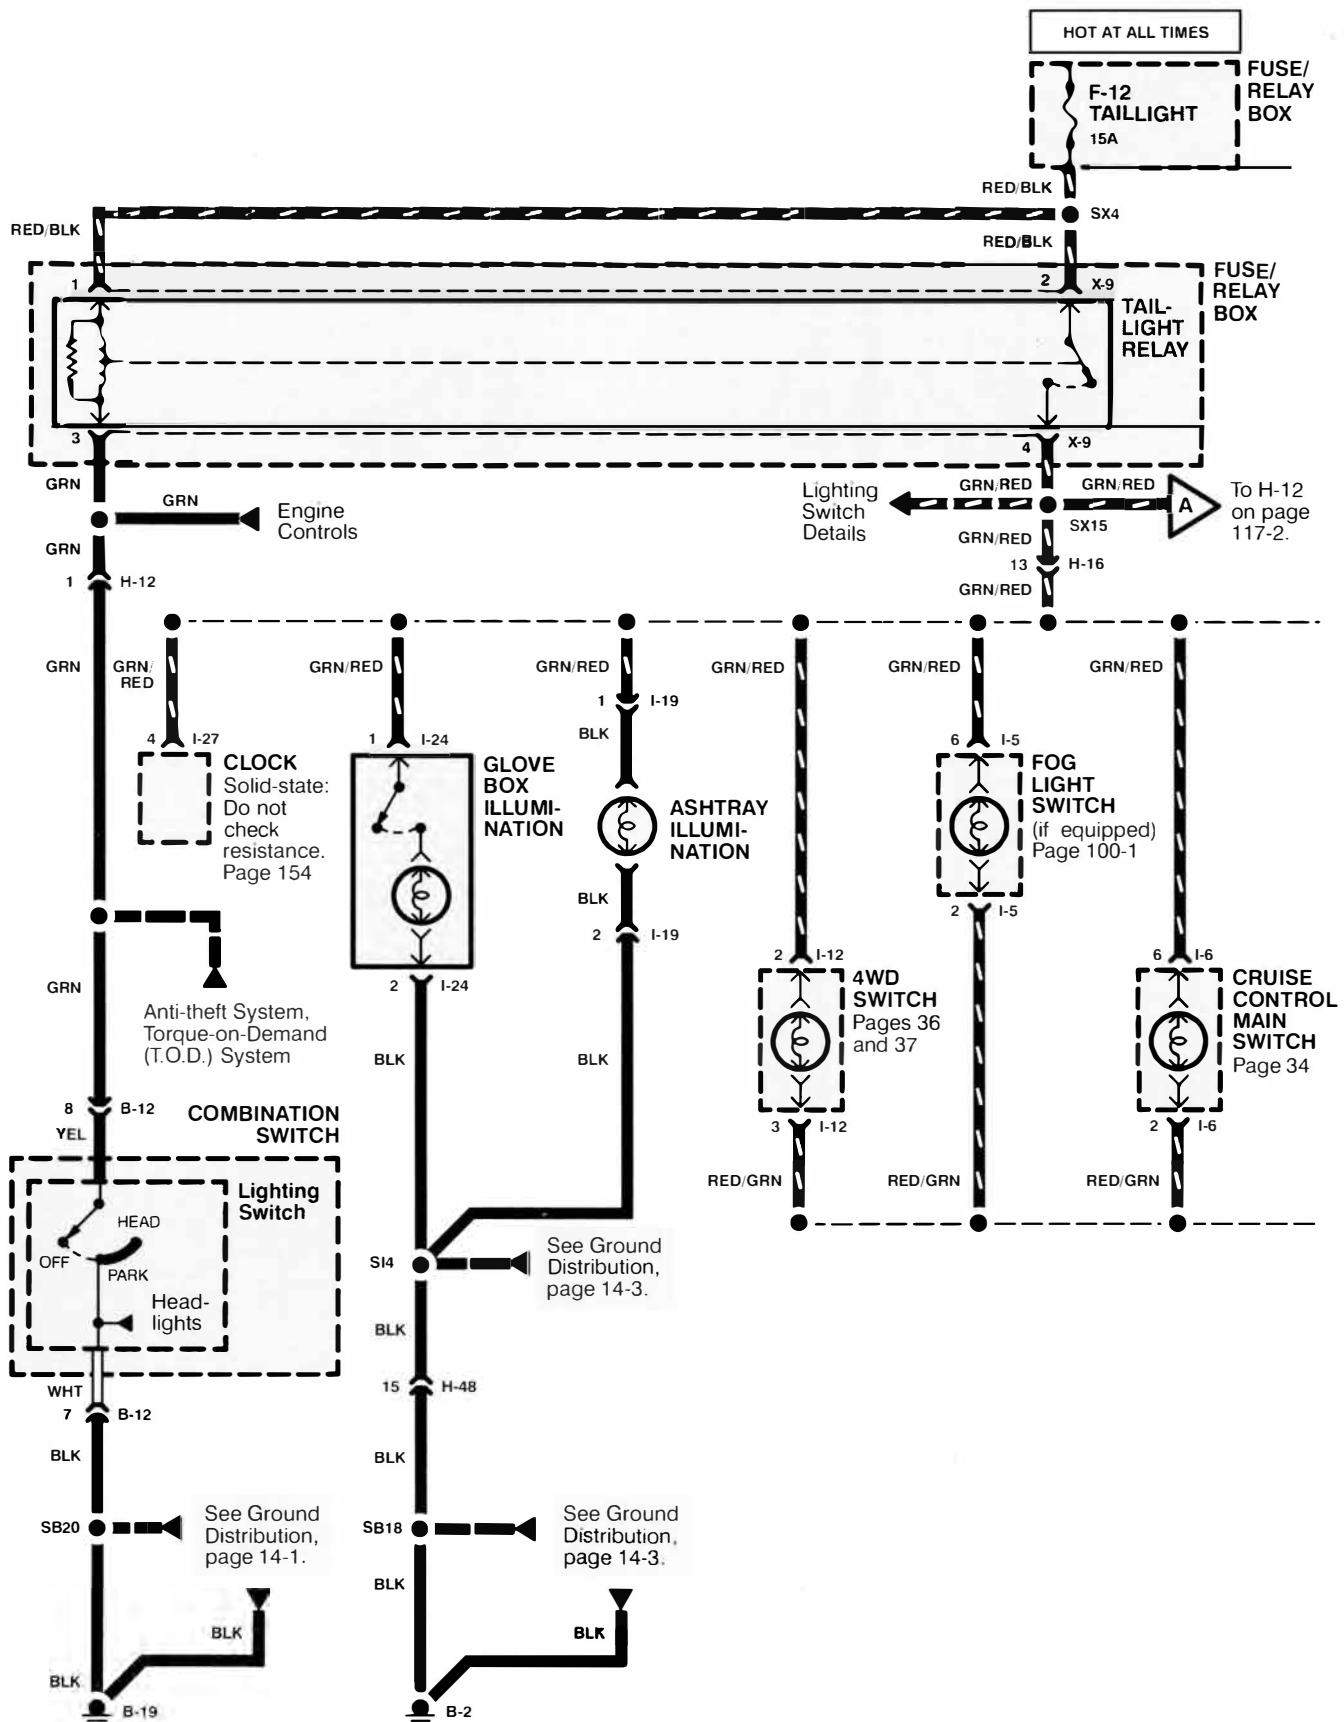 HOT AT ALL TIMES
F-12
TAILLIGHT
15A
FUSE/
RELAY
BOX
RED/BLK
SX4
RED/BLK
RED/BLK
1
2
X-9
FUSE/
RELAY
BOX
TAIL-
LIGHT
RELAY
3
4
X-9
GRN
GRN
Engine
Controls
GRN
1
H-12
Lighting
Switch
Details
GRN/RED
GRN/RED
SX15
A
To H-12
on page
117-2.
GRN/RED
13
H-16
GRN/RED
GRN
GRN/
RED
GRN/RED
GRN/RED
GRN/RED
GRN/RED
GRN/RED
4
I-27
CLOCK
Solid-state:
Do not
check
resistance.
Page 154
1
I-24
GLOVE
BOX
ILLUMI-
NATION
1
I-19
BLK
ASHTRAY
ILLUMI-
NATION
BLK
2
I-19
6
I-5
FOG
LIGHT
SWITCH
(if equipped)
Page 100-1
2
I-5
2
I-24
2
I-12
4WD
SWITCH
Pages 36
and 37
3
I-12
6
I-6
CRUISE
CONTROL
MAIN
SWITCH
Page 34
2
I-6
GRN
Anti-theft System,
Torque-on-Demand
(T.O.D.) System
BLK
BLK
8
B-12
YEL
COMBINATION
SWITCH
RED/GRN
RED/GRN
RED/GRN
Lighting
Switch
HEAD
OFF
PARK
Head-
lights
SI4
See Ground
Distribution,
page 14-3.
BLK
15
H-48
WHT
7
B-12
BLK
BLK
SB20
See Ground
Distribution,
page 14-1.
SB18
See Ground
Distribution,
page 14-3.
BLK
BLK
BLK
BLK
B-19
B-2